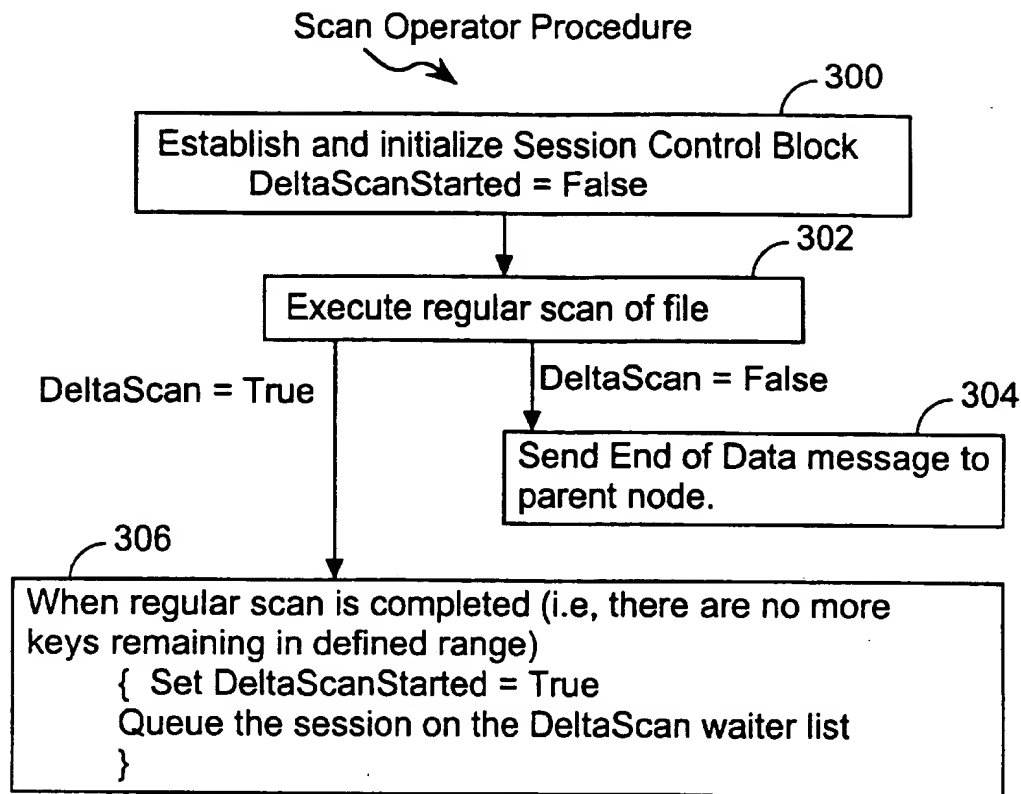 Scan Operator Procedure
300
Establish and initialize Session Control Block
DeltaScanStarted = False
302
Execute regular scan of file
DeltaScan = True
DeltaScan = False
304
Send End of Data message to
parent node.
306
When regular scan is completed (i.e, there are no more
keys remaining in defined range)
{ Set DeltaScanStarted = True
Queue the session on the DeltaScan waiter list
}